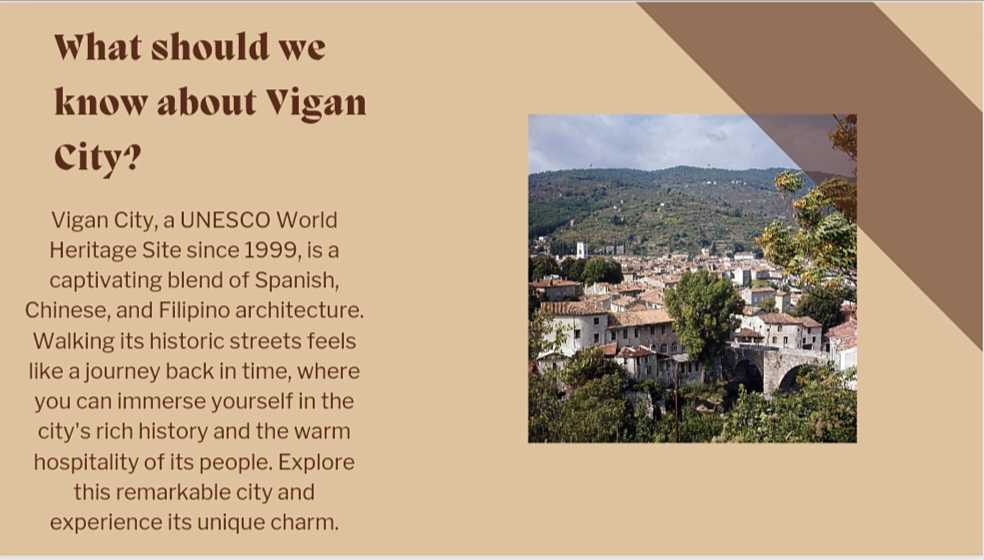 What should we
know about Vigan
City?
Vigan City, a UNESCO World
Heritage Site since 1999, is a
captivating blend of Spanish,
Chinese, and Filipino architecture.
Walking its historic streets feels
like a journey back in time, where
you can immerse yourself in the
city's rich history and the warm
hospitality of its people. Explore
this remarkable city and
experience its unique charm.